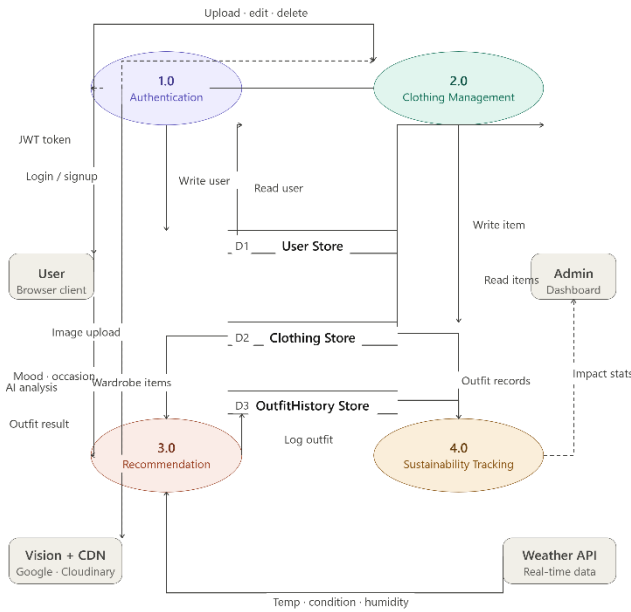 Upload · edit · delete
1.0
Authentication
2.0
Clothing Management
JWT token
Login / signup
Write user
Read user
Write item
D1 User Store
User
Browser client
Read items
Admin
Dashboard
Image upload
D2 Clothing Store
Mood · occasion
AI analysis
Wardrobe items
Outfit records
Impact stats
D3 OutfitHistory Store
Outfit result
Log outfit
3.0
Recommendation
4.0
Sustainability Tracking
Vision + CDN
Google · Cloudinary
Weather API
Real-time data
Temp · condition · humidity